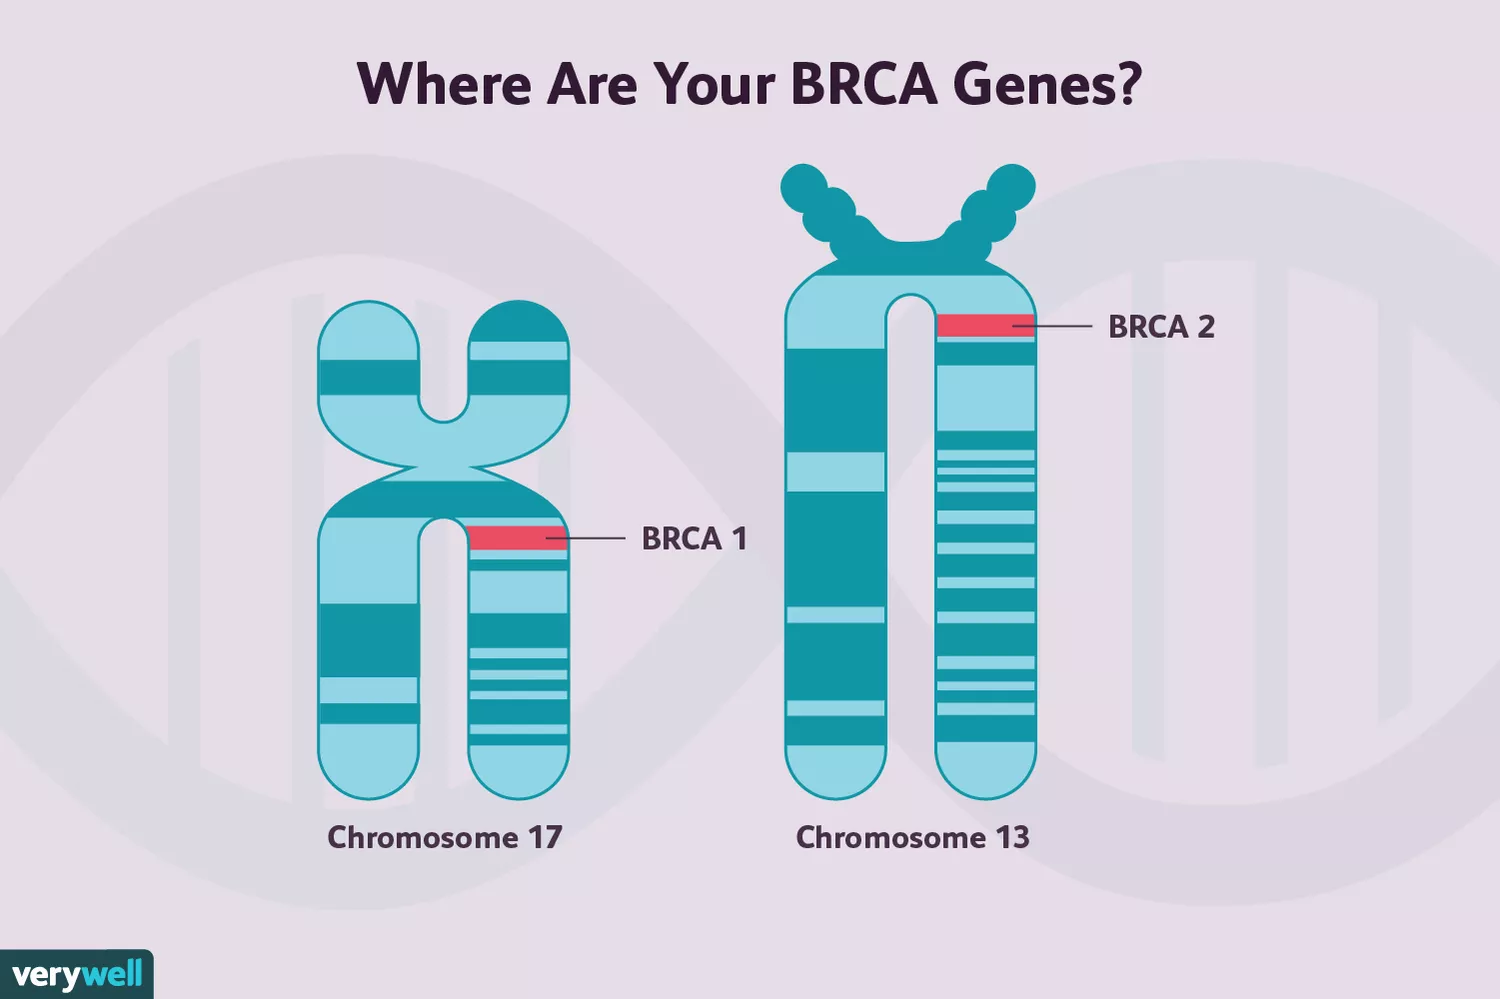 Where Are Your BRCA Genes?
BRCA 2
BRCA 1
Chromosome 17
Chromosome 13
verywell